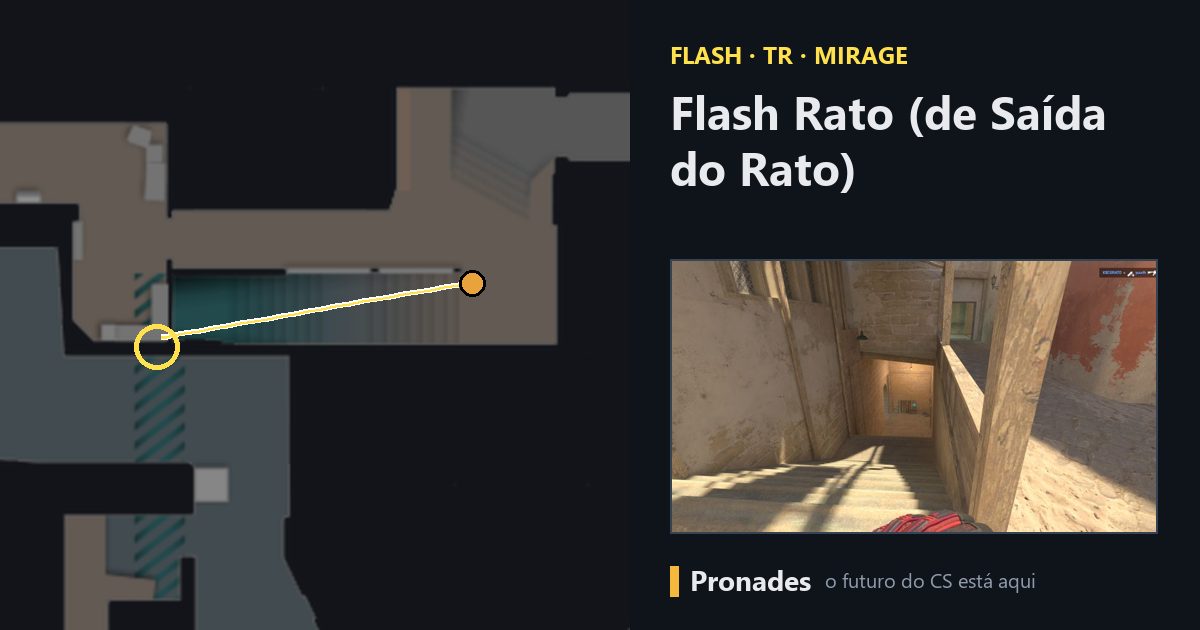 FLASH · TR · MIRAGE
Flash Rato (de Saída
do Rato)
Pronades o futuro do CS está aqui